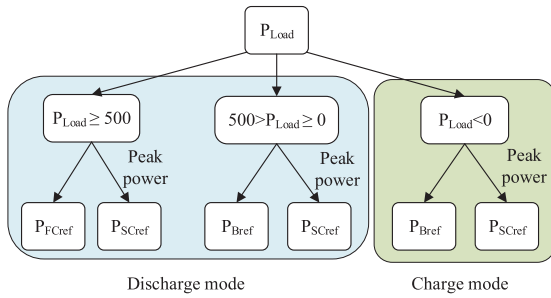 P_Load
P_Load ≥ 500
500>P_Load ≥ 0
P_Load<0
Peak
power
Peak
power
Peak
power
P_FCref
P_SCref
P_Bref
P_SCref
P_Bref
P_SCref
Discharge mode
Charge mode